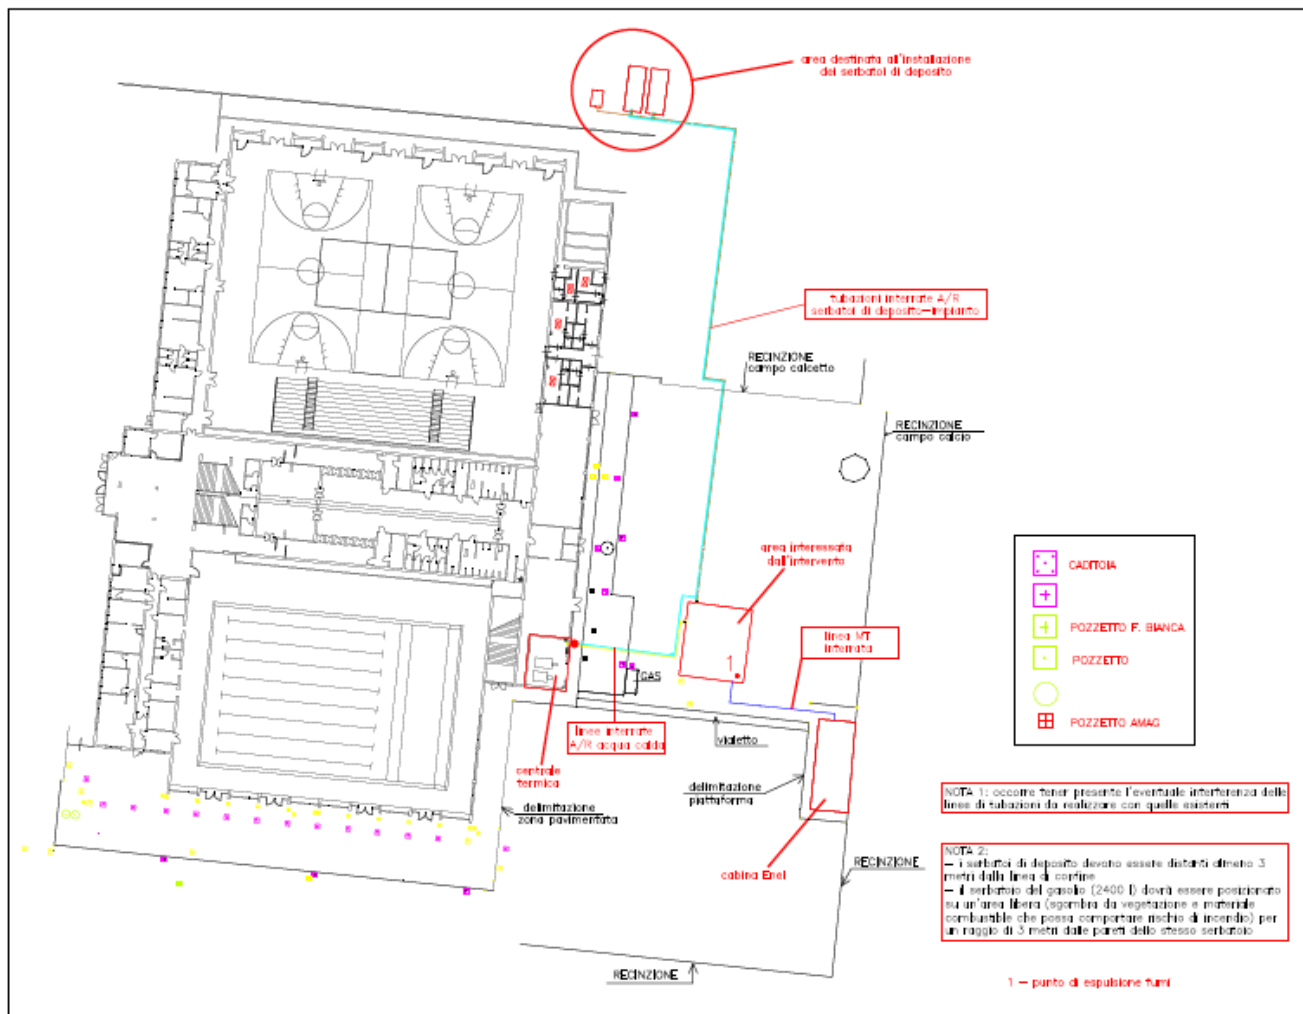 area destinata all'installazione
dei serbatoi di deposito
tubazioni interrate A/R
serbatoi di deposito-impianto
RECINZIONE
campo calcetto
RECINZIONE
campo calcio
area interessata
dall'intervento
linea MT
interrata
1
GAS
linee interrate
A/R acqua calda
vialetto
centrale
termica
delimitazione
zona pavimentata
delimitazione
piattaforma
cabina Enel
RECINZIONE
RECINZIONE
CADITOIA
POZZETTO F. BIANCA
POZZETTO
POZZETTO AMAG
NOTA 1: occorre tener presente l'eventuale interferenza delle
linee di tubazioni da realizzare con quelle esistenti
NOTA 2:
– i serbatoi di deposito devono essere distanti almeno 3
metri dalla linea di confine
– il serbatoio del gasolio (2400 l) dovrà essere posizionato
su un'area libera (sgombra da vegetazione e materiale
combustibile che possa comportare rischio di incendio) per
un raggio di 3 metri dalle pareti dello stesso serbatoio
1 – punto di espulsione fumi